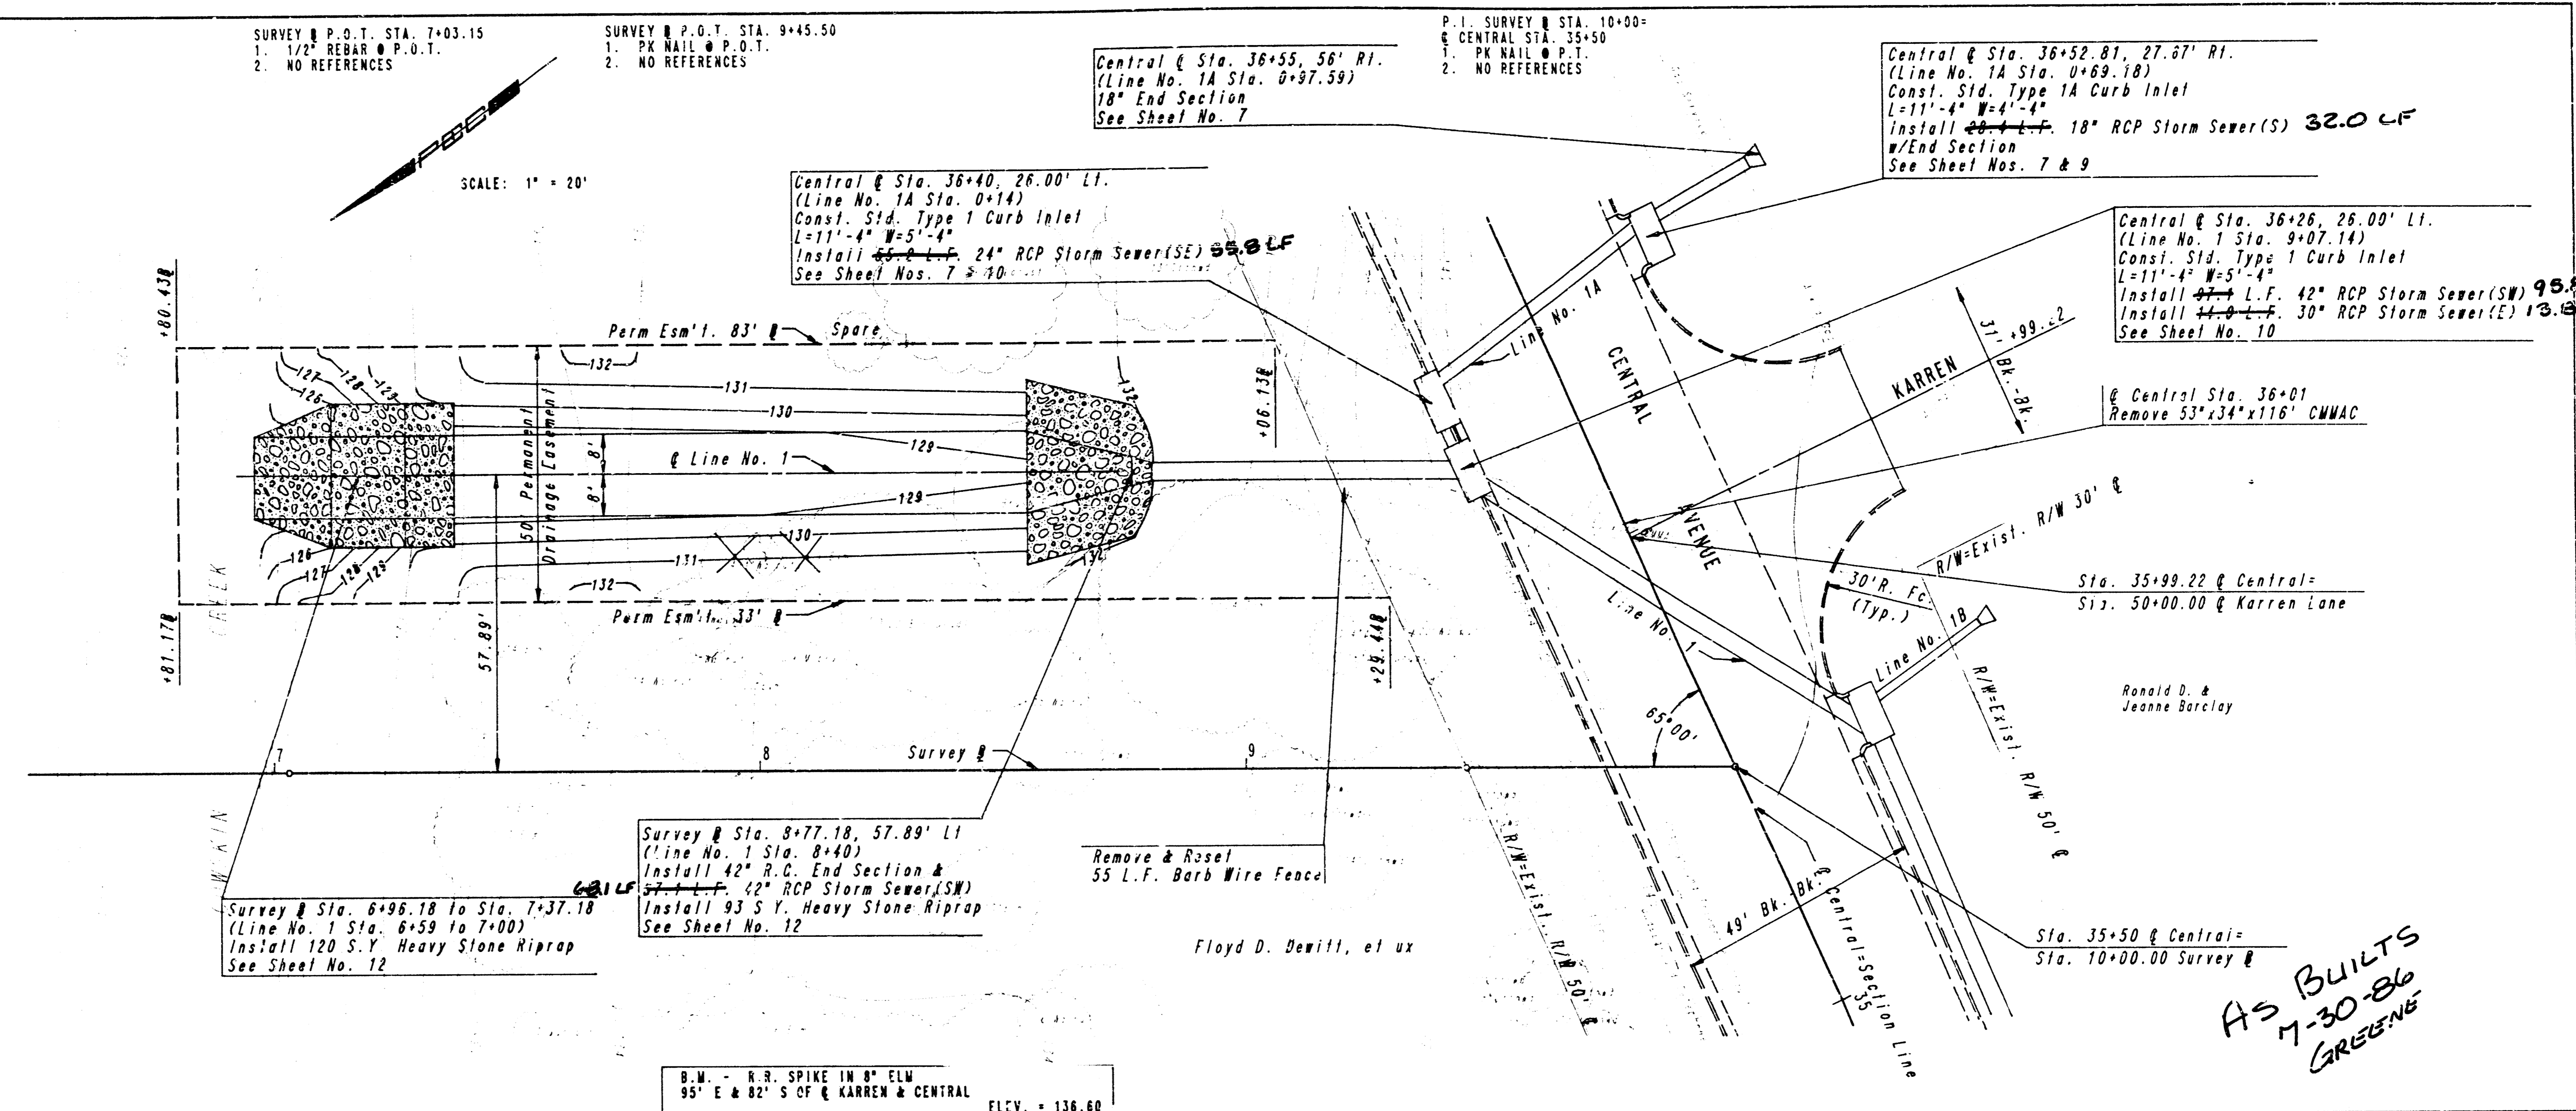 SURVEY ⅊ P.O.T. STA. 7+03.15
1. 1/2" REBAR @ P.O.T.
2. NO REFERENCES
SURVEY ⅊ P.O.T. STA. 9+45.50
1. PK NAIL @ P.O.T.
2. NO REFERENCES
P.I. SURVEY ⅊ STA. 10+00=
℄ CENTRAL STA. 35+50
1. PK NAIL @ P.T.
2. NO REFERENCES
SCALE: 1" = 20'
Central ℄ Sta. 36+55, 56' Rt.
(Line No. 1A Sta. 0+97.59)
18" End Section
See Sheet No. 7
Central ℄ Sta. 36+52.81, 27.67' Rt.
(Line No. 1A Sta. 0+69.18)
Const. Std. Type 1A Curb Inlet
L=11'-4" W=4'-4"
install 28.4 L.F. 18" RCP Storm Sewer(S) 32.0 LF
w/End Section
See Sheet Nos. 7 & 9
Central ℄ Sta. 36+40, 26.00' Lt.
(Line No. 1A Sta. 0+14)
Const. Std. Type 1 Curb Inlet
L=11'-4" W=5'-4"
Install 55.2 L.F. 24" RCP Storm Sewer(SE) 55.8 LF
See Sheet Nos. 7 & 10
Central ℄ Sta. 36+26, 26.00' Lt.
(Line No. 1 Sta. 9+07.14)
Const. Std. Type 1 Curb Inlet
L=11'-4" W=5'-4"
Install 97.1 L.F. 42" RCP Storm Sewer(SW)
Install 14.0 L.F. 30" RCP Storm Sewer(E)
See Sheet No. 10
℄ Central Sta. 36+01
Remove 53"x34"x116' CMMAC
Sta. 35+99.22 ℄ Central=
Sta. 50+00.00 ℄ Karren Lane
Ronald D. &
Jeanne Barclay
Sta. 35+50 ℄ Central=
Sta. 10+00.00 Survey ⅊
+80.43⅊
+81.17⅊
+06.13⅊
+29.44⅊
Perm Esm't. 83' ⅊
Spare
Perm Esm't. 33' ⅊
50' Permanent
Drainage Easement
℄ Line No. 1
8'
8'
57.89'
126
127
128
129
132
131
130
129
132
129
130
131
132
132
126
127
128
129
CREEK
7
8
9
Survey ⅊
Line No. 1A
Line No. 1
Line No. 1B
CENTRAL
AVENUE
KARREN
31' Bk.-Bk.
+99.22
R/W=Exist. R/W 30' ℄
30'R. Fc.
(Typ.)
R/W=Exist. R/W 50' ℄
R/W=Exist. R/W 50' ℄
65°00'
49' Bk.-Bk.
℄ Central=Section Line
35
Survey ⅊ Sta. 6+96.18 to Sta. 7+37.18
(Line No. 1 Sta. 6+59 to 7+00)
Install 120 S.Y. Heavy Stone Riprap
See Sheet No. 12
Survey ⅊ Sta. 8+77.18, 57.89' Lt
(Line No. 1 Sta. 8+40)
Install 42" R.C. End Section &
57.1 L.F. 42" RCP Storm Sewer(SW)
Install 93 S.Y. Heavy Stone Riprap
See Sheet No. 12
Remove & Reset
55 L.F. Barb Wire Fence
Floyd D. Dewitt, et ux
B.M. - R.R. SPIKE IN 8" ELM
95' E & 82' S OF ℄ KARREN & CENTRAL
ELEV. = 136.60
AS BUILTS
7-30-86
GREENE